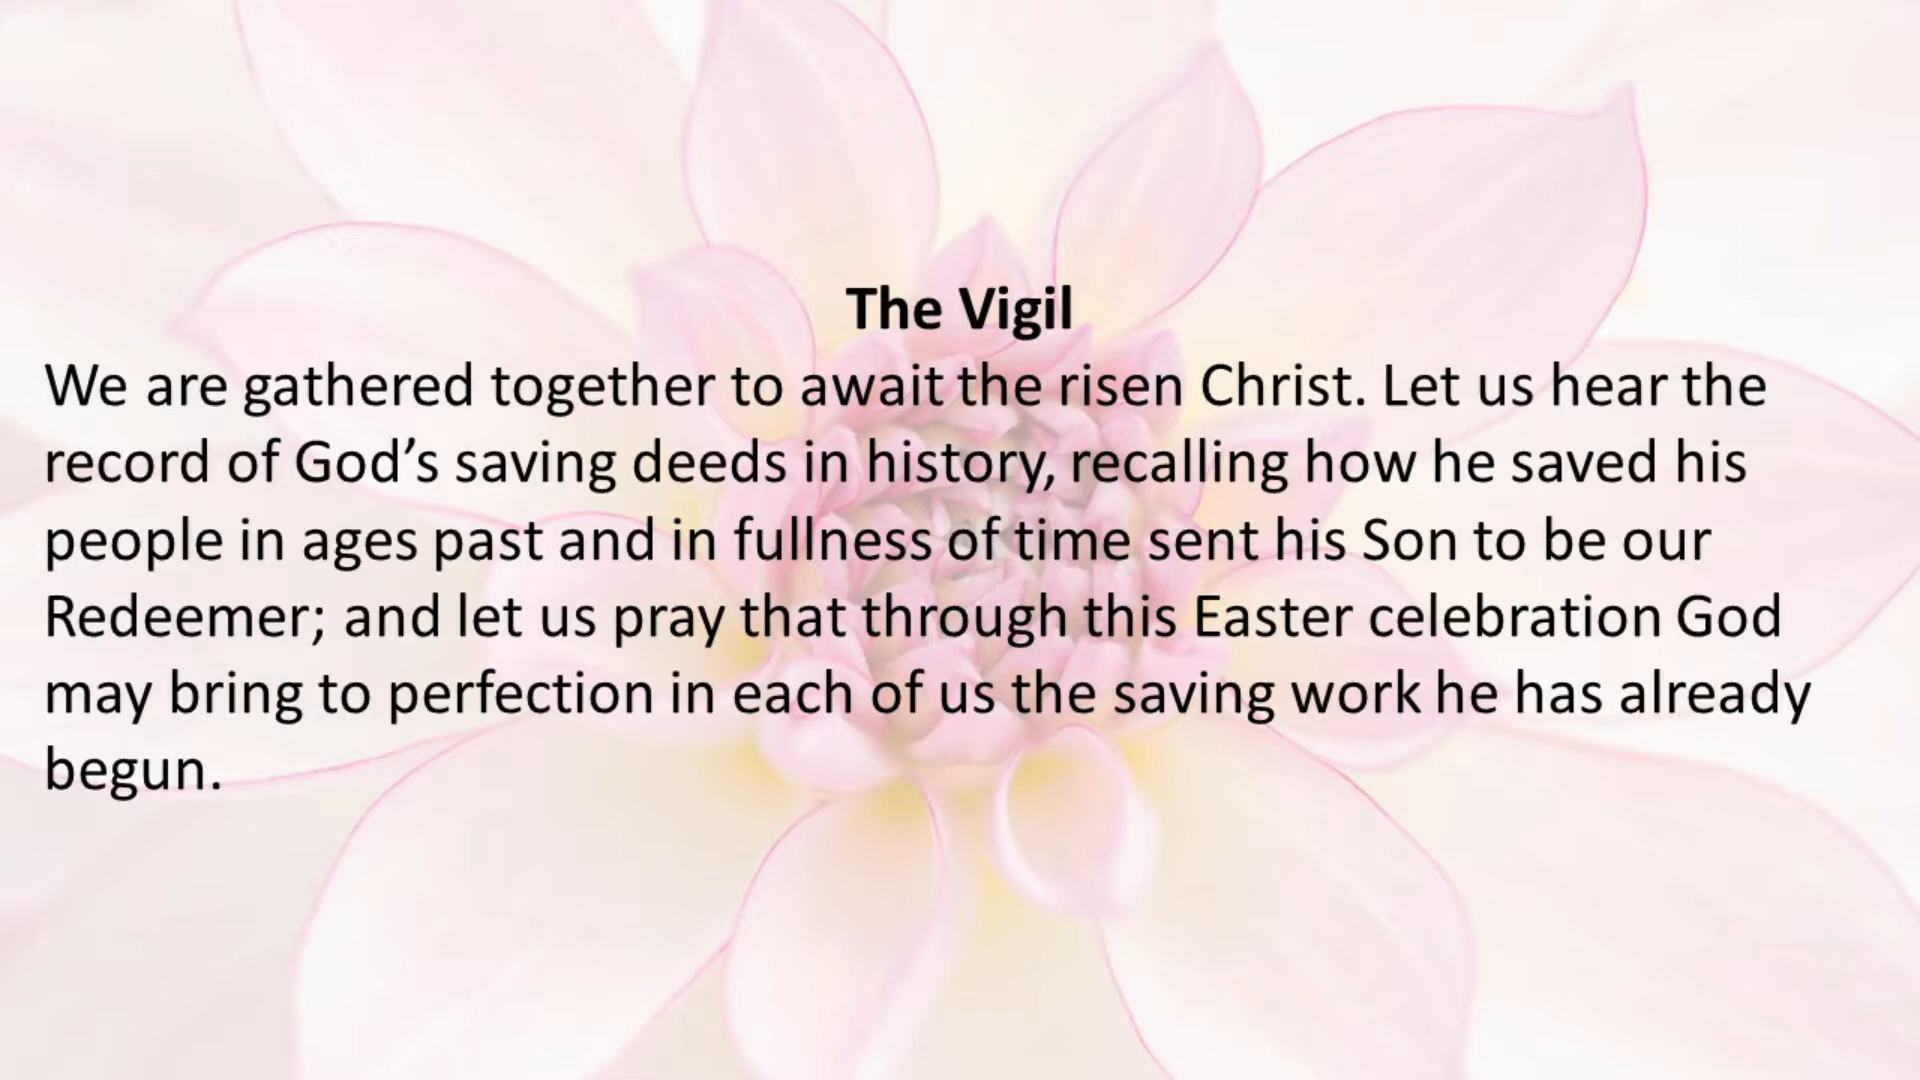 The Vigil
We are gathered together to await the risen Christ. Let us hear the
record of God’s saving deeds in history, recalling how he saved his
people in ages past and in fullness of time sent his Son to be our
Redeemer; and let us pray that through this Easter celebration God
may bring to perfection in each of us the saving work he has already
begun.